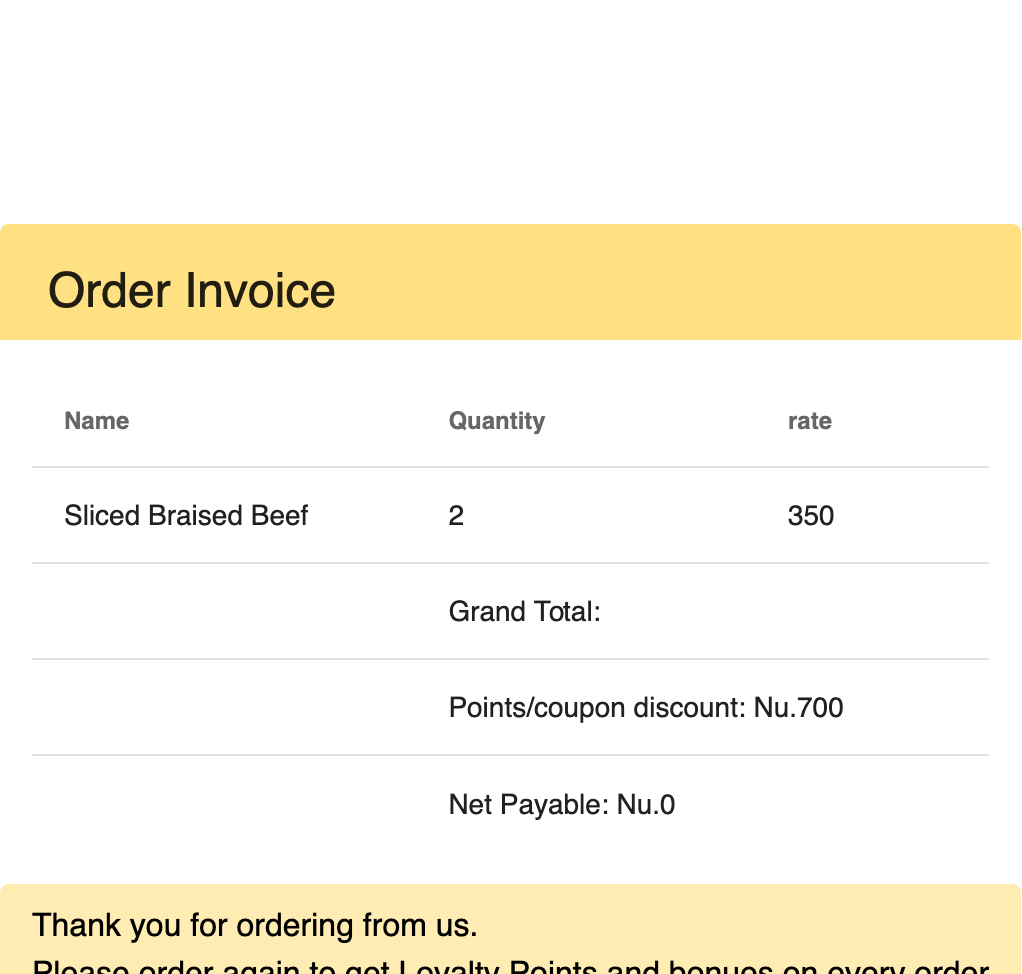 Order Invoice
Name Quantity rate
Sliced Braised Beef 2 350
Grand Total:
Points/coupon discount: Nu.700
Net Payable: Nu.0
Thank you for ordering from us.
Please order again to get Loyalty Points and bonues on every order